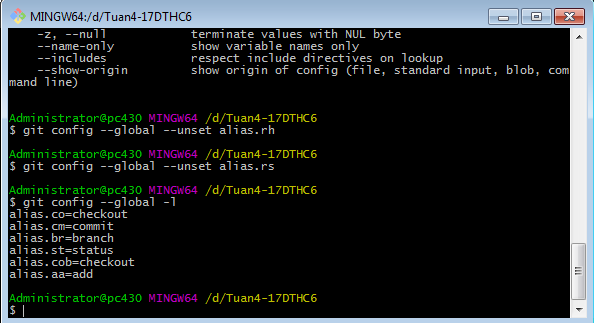 MINGW64:/d/Tuan4-17DTHC6
-z, --null terminate values with NUL byte
--name-only show variable names only
--includes respect include directives on lookup
--show-origin show origin of config (file, standard input, blob, com
mand line)
Administrator@pc430 MINGW64 /d/Tuan4-17DTHC6
$ git config --global --unset alias.rh
Administrator@pc430 MINGW64 /d/Tuan4-17DTHC6
$ git config --global --unset alias.rs
Administrator@pc430 MINGW64 /d/Tuan4-17DTHC6
$ git config --global -l
alias.co=checkout
alias.cm=commit
alias.br=branch
alias.st=status
alias.cob=checkout
alias.aa=add
Administrator@pc430 MINGW64 /d/Tuan4-17DTHC6
$